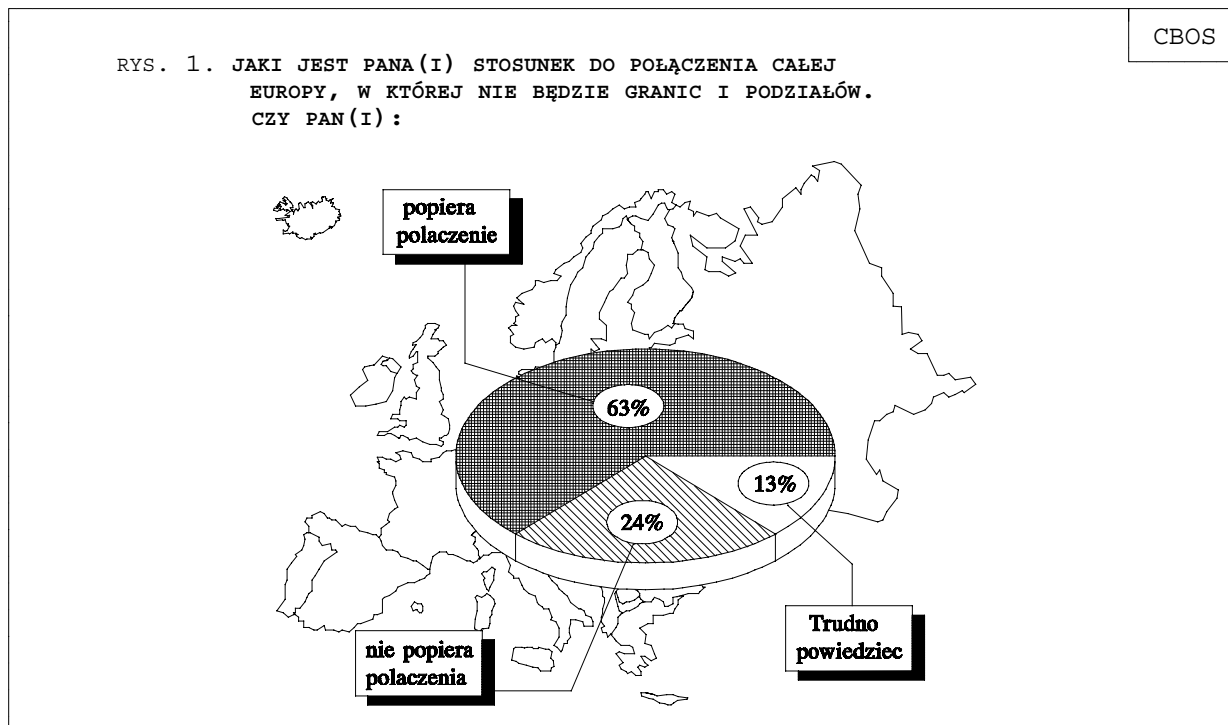 CBOS
RYS. 1. JAKI JEST PANA(I) STOSUNEK DO POŁĄCZENIA CAŁEJ
EUROPY, W KTÓREJ NIE BĘDZIE GRANIC I PODZIAŁÓW.
CZY PAN(I):
popiera
polaczenie
63%
13%
24%
Trudno
powiedziec
nie popiera
polaczenia